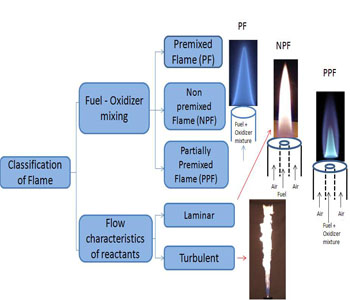 PF
NPF
PPF
Premixed
Flame (PF)
Fuel - Oxidizer
mixing
Non
premixed
Flame (NPF)
Partially
Premixed
Flame (PPF)
Classification
of Flame
Flow
characteristics
of reactants
Laminar
Turbulent
Fuel +
Oxidizer
mixture
Air
Air
Fuel
Air
Air
Fuel +
Oxidizer
mixture